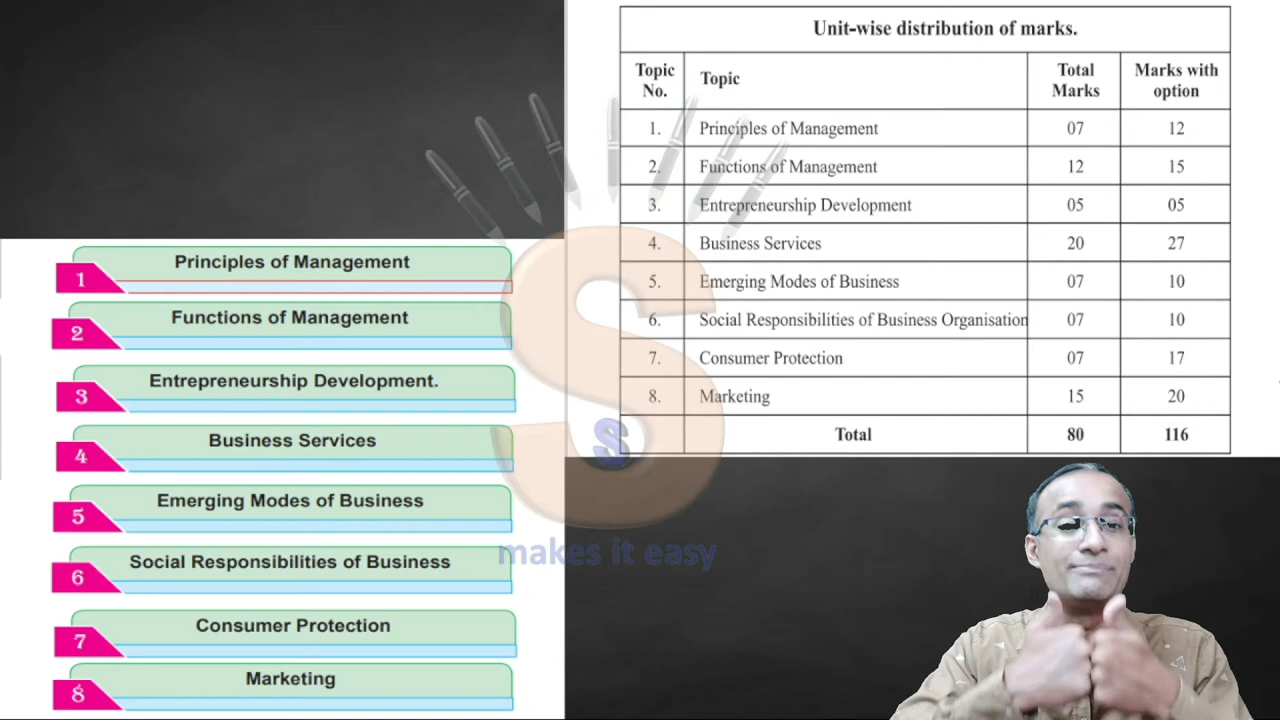 1
Principles of Management
2
Functions of Management
3
Entrepreneurship Development.
4
Business Services
5
Emerging Modes of Business
6
Social Responsibilities of Business
7
Consumer Protection
8
Marketing
Unit-wise distribution of marks.
Topic No. Topic Total Marks Marks with option
1. Principles of Management 07 12
2. Functions of Management 12 15
3. Entrepreneurship Development 05 05
4. Business Services 20 27
5. Emerging Modes of Business 07 10
6. Social Responsibilities of Business Organisation 07 10
7. Consumer Protection 07 17
8. Marketing 15 20
Total 80 116
S
S
makes it easy